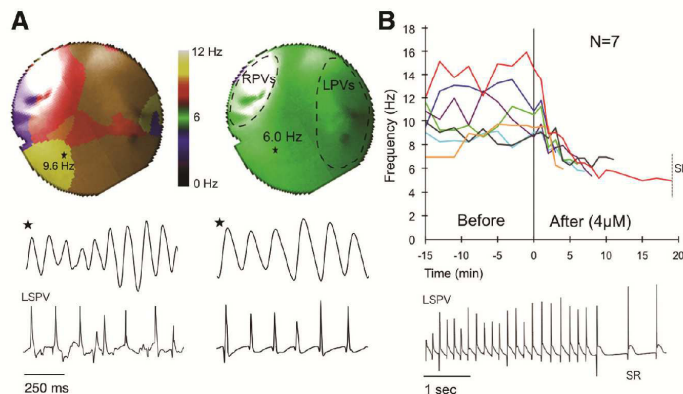 A
12 Hz
6
0 Hz
9.6 Hz
RPVs
LPVs
6.0 Hz
★
★
LSPV
250 ms
B
N=7
Frequency (Hz)
18
16
14
12
10
8
6
4
2
0
Before
After (4µM)
-15
-10
-5
0
5
10
15
20
Time (min)
LSPV
SR
1 sec